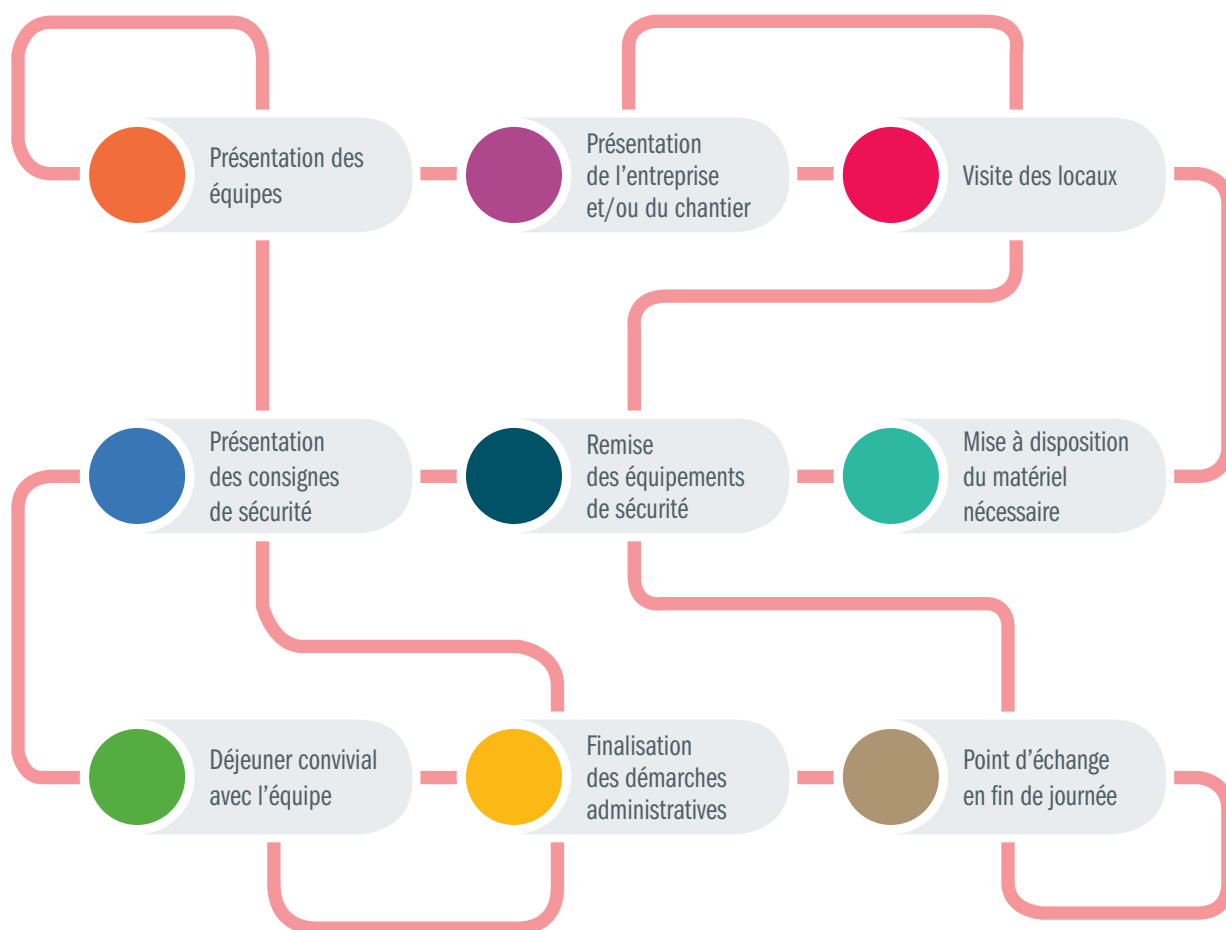 Présentation des
équipes
Présentation
de l’entreprise
et/ou du chantier
Visite des locaux
Présentation
des consignes
de sécurité
Remise
des équipements
de sécurité
Mise à disposition
du matériel
nécessaire
Déjeuner convivial
avec l’équipe
Finalisation
des démarches
administratives
Point d’échange
en fin de journée